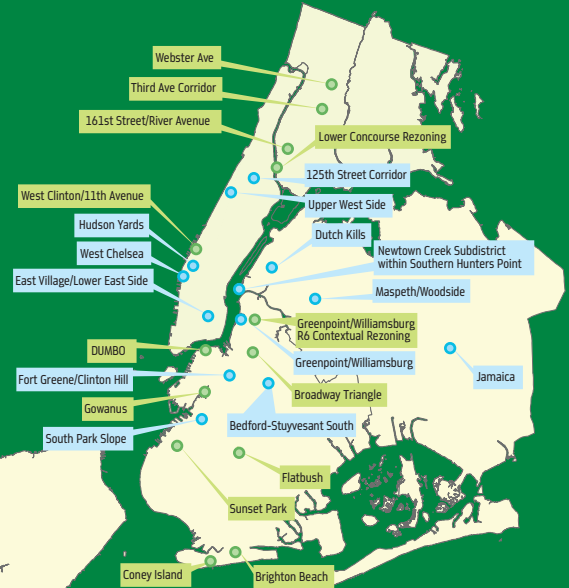 Webster Ave
Third Ave Corridor
161st Street/River Avenue
Lower Concourse Rezoning
125th Street Corridor
West Clinton/11th Avenue
Upper West Side
Hudson Yards
Dutch Kills
West Chelsea
Newtown Creek Subdistrict
within Southern Hunters Point
East Village/Lower East Side
Maspeth/Woodside
Greenpoint/Williamsburg
R6 Contextual Rezoning
DUMBO
Greenpoint/Williamsburg
Fort Greene/Clinton Hill
Jamaica
Broadway Triangle
Gowanus
Bedford-Stuyvesant South
South Park Slope
Flatbush
Sunset Park
Coney Island
Brighton Beach